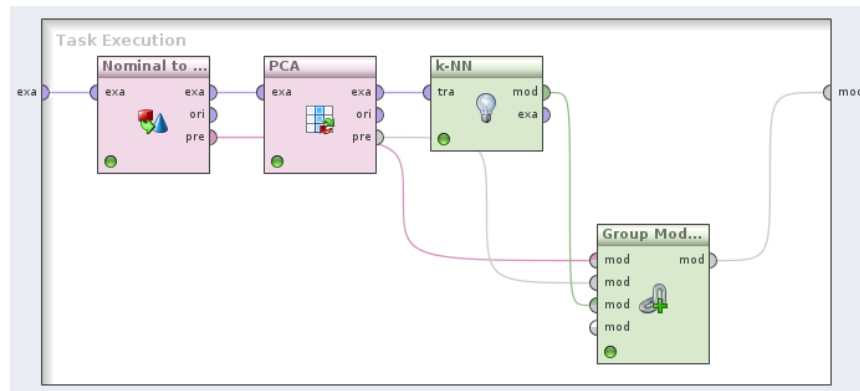 Task Execution
Nominal to ...
PCA
k-NN
exa
exa
exa
exa
exa
tra
mod
mod
ori
ori
exa
pre
pre
Group Mod...
mod
mod
mod
mod
mod